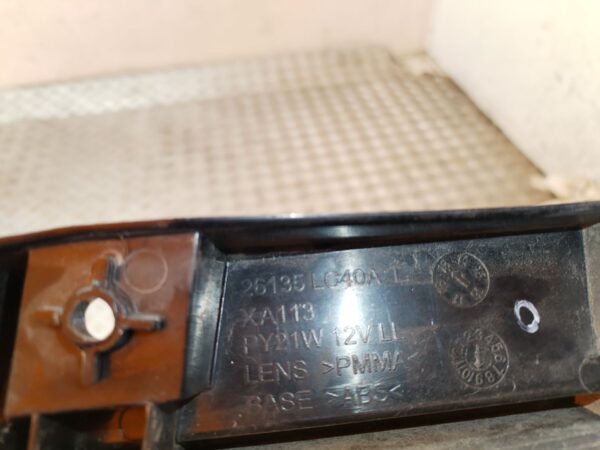 26135 LC40A
XA113
PY21W 12V
LENS >PMMA<
BASE >ABS<